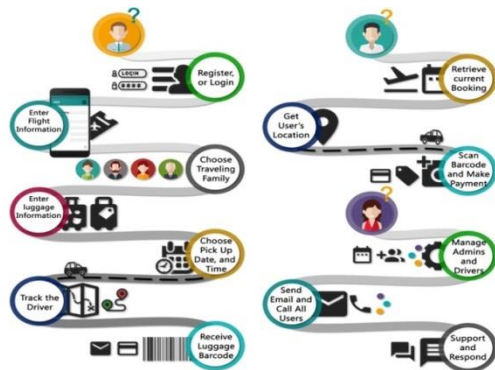 ?
LOGIN
Register,
or Login
Enter
Flight
Information
Choose
Traveling
Family
Enter
luggage
Information
Choose
Pick Up
Date, and
Time
Track the
Driver
Receive
Luggage
Barcode
?
Retrieve
current
Booking
Get
User's
Location
Scan
Barcode
and Make
Payment
?
Manage
Admins
and
Drivers
Send
Email and
Call All
Users
Support
and
Respond